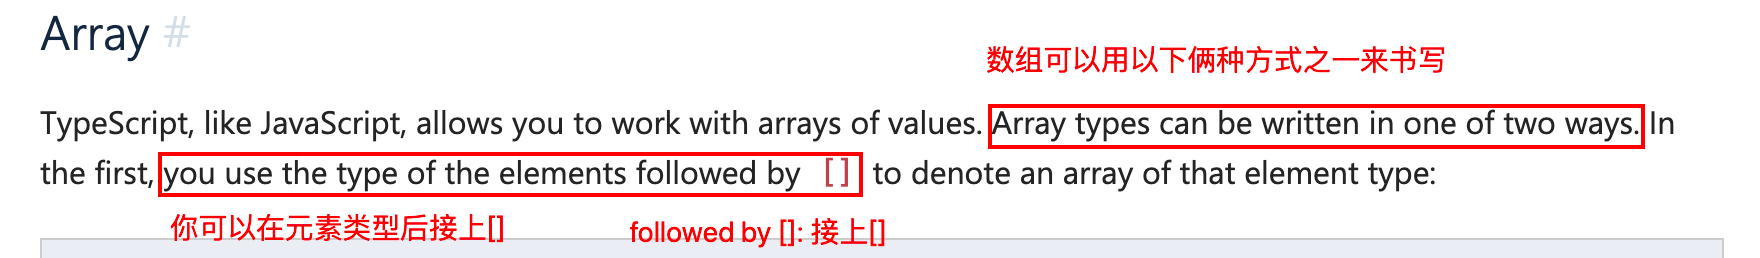 Array #
数组可以用以下俩种方式之一来书写
TypeScript, like JavaScript, allows you to work with arrays of values. Array types can be written in one of two ways. In
the first, you use the type of the elements followed by [] to denote an array of that element type:
你可以在元素类型后接上[]
followed by []: 接上[]